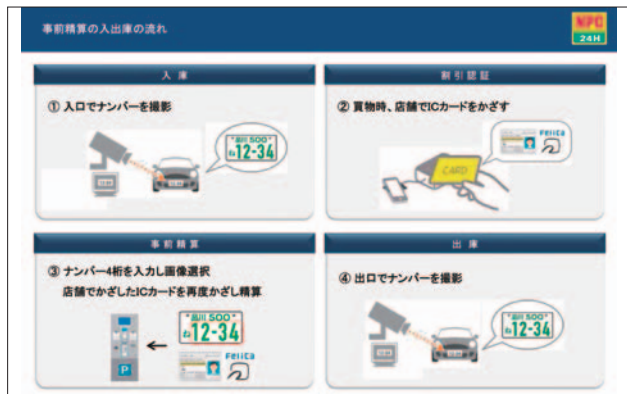 事前精算の入出庫の流れ
NPC
24H
入 庫
① 入口でナンバーを撮影
品川 500
12-34
割引認証
② 買物時、店舗でICカードをかざす
CARD
FeliCa
事前精算
③ ナンバー4桁を入力し画像選択
店舗でかざしたICカードを再度かざし精算
P
品川 500
12-34
FeliCa
出 庫
④ 出口でナンバーを撮影
品川 500
12-34